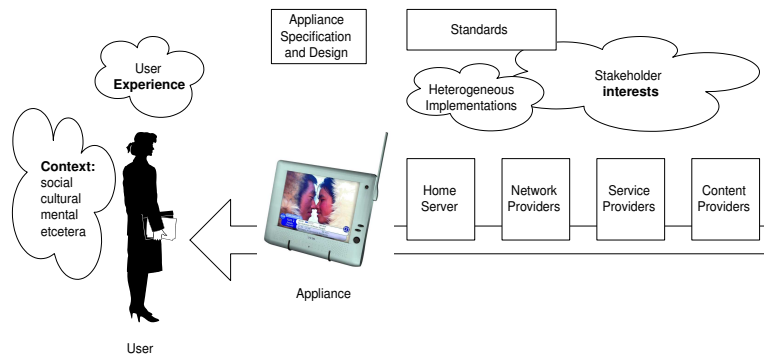 Appliance
Specification
and Design
Standards
User
Experience
Heterogeneous
Implementations
Stakeholder
interests
Context:
social
cultural
mental
etcetera
Home
Server
Network
Providers
Service
Providers
Content
Providers
Appliance
User